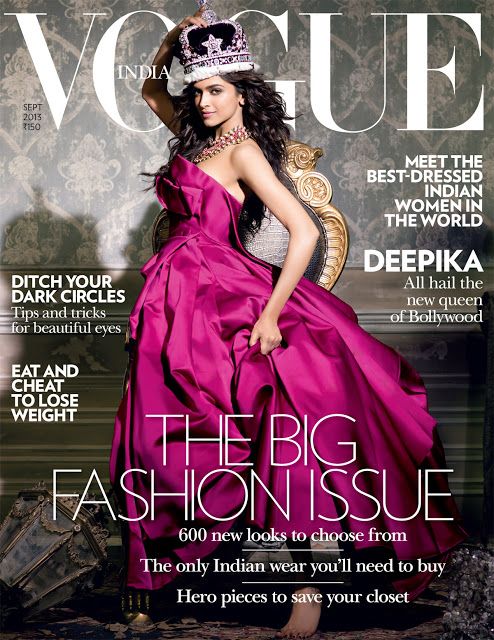 VOGUE
INDIA
SEPT
2013
₹150
MEET THE
BEST-DRESSED
INDIAN
WOMEN IN
THE WORLD
DEEPIKA
All hail the
new queen
of Bollywood
DITCH YOUR
DARK CIRCLES
Tips and tricks
for beautiful eyes
EAT AND
CHEAT
TO LOSE
WEIGHT
THE BIG
FASHION ISSUE
600 new looks to choose from
The only Indian wear you'll need to buy
Hero pieces to save your closet